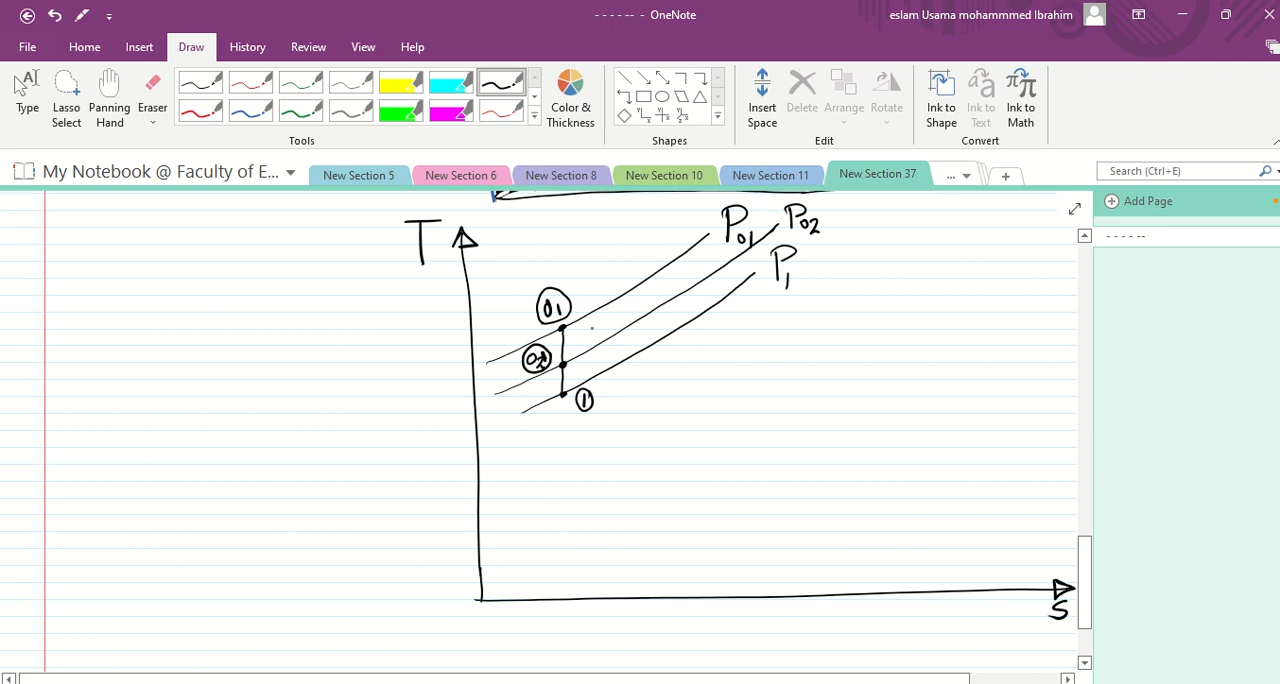 - - - - - - - OneNote
eslam Usama mohammmed Ibrahim
File Home Insert Draw History Review View Help
Type
Lasso Select
Panning Hand
Eraser
Color & Thickness
Insert Space
Delete
Arrange
Rotate
Ink to Shape
Ink to Text
Ink to Math
Tools
Shapes
Edit
Convert
My Notebook @ Faculty of E...
New Section 5
New Section 6
New Section 8
New Section 10
New Section 11
New Section 37
...
Search (Ctrl+E)
Add Page
- - - - - -
T
P01
P02
P1
01
02
1
S